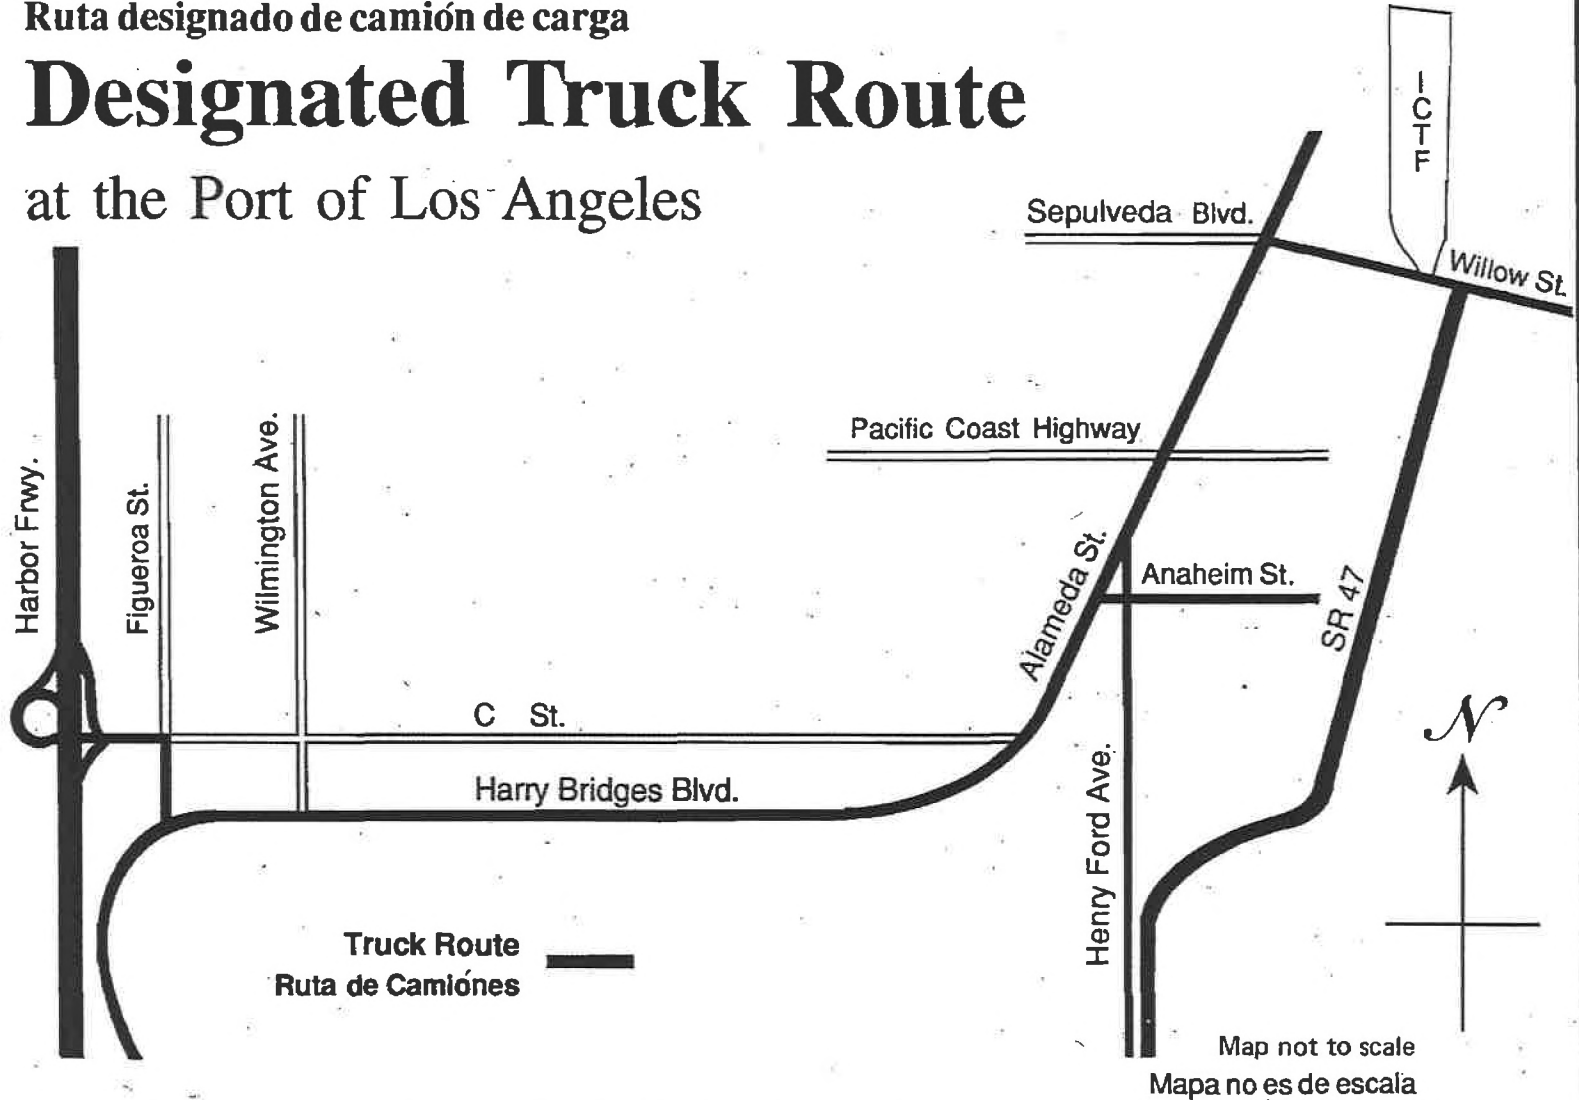 Ruta designado de camión de carga
Designated Truck Route
at the Port of Los Angeles
ICTF
Sepulveda Blvd.
Willow St.
Pacific Coast Highway
Harbor Frwy.
Figueroa St.
Wilmington Ave.
Alameda St.
Anaheim St.
SR 47
C St.
N
Harry Bridges Blvd.
Henry Ford Ave.
Truck Route
Ruta de Camiónes
Map not to scale
Mapa no es de escala